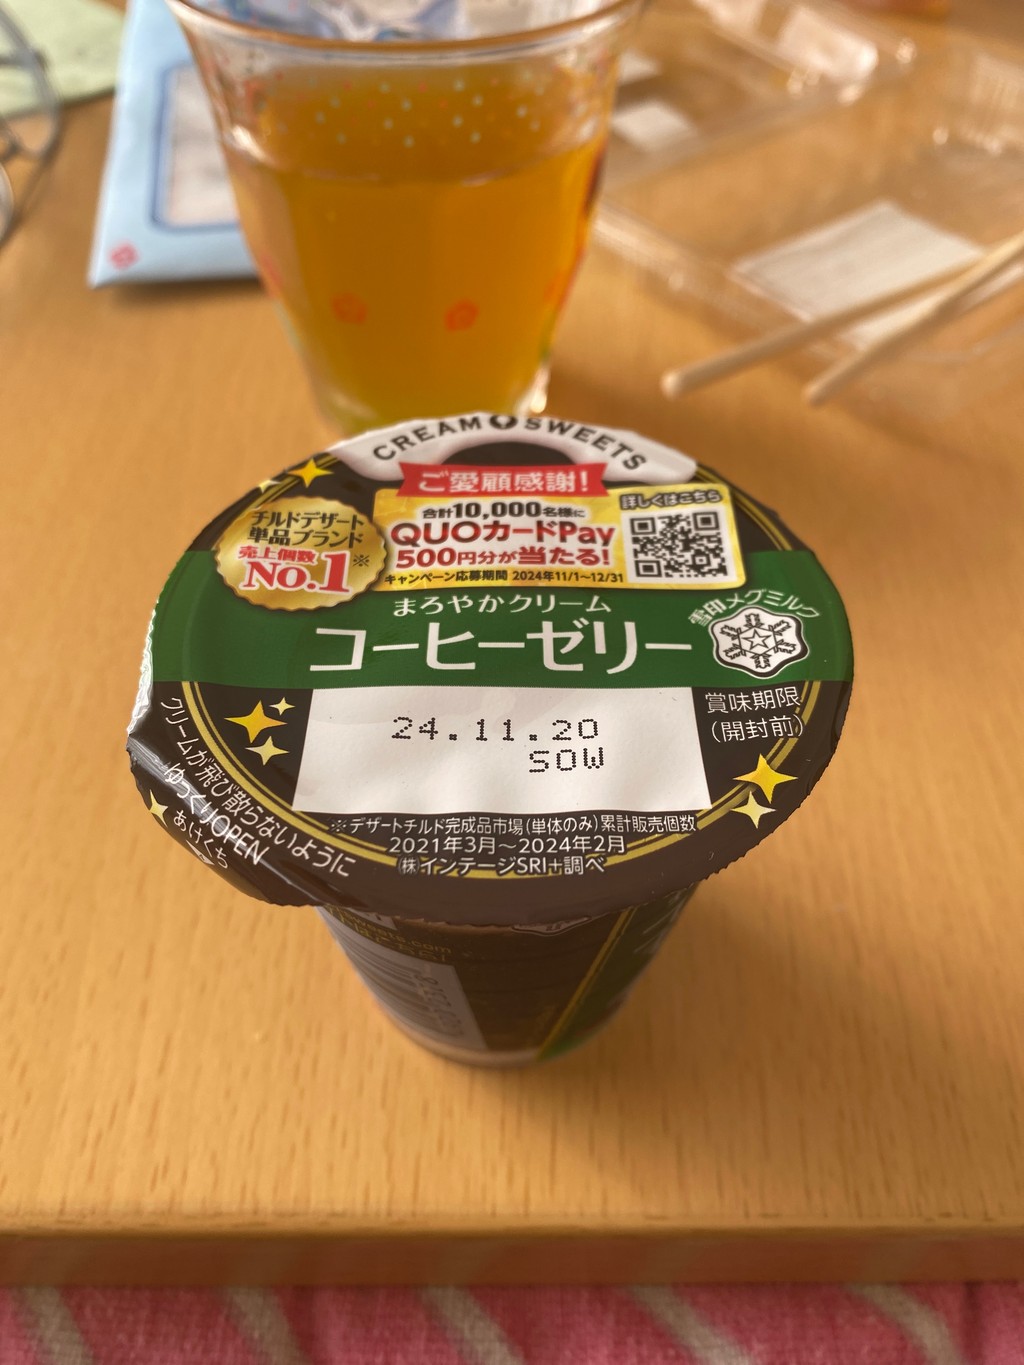 CREAM SWEETS
ご愛顧感謝!
合計10,000名様に
QUOカードPay
500円分が当たる!
キャンペーン応募期間 2024年11/1~12/31
詳しくはこちら
チルドデザート
単品ブランド
売上個数
No.1※
まろやかクリーム
コーヒーゼリー
雪印メグミルク
24.11.20
SOW
賞味期限
(開封前)
クリームが飛び散らないように
ゆっくりOPEN
あけくち
※デザートチルド完成品市場(単体のみ)累計販売個数
2021年3月~2024年2月
㈱インテージSRI+調べ